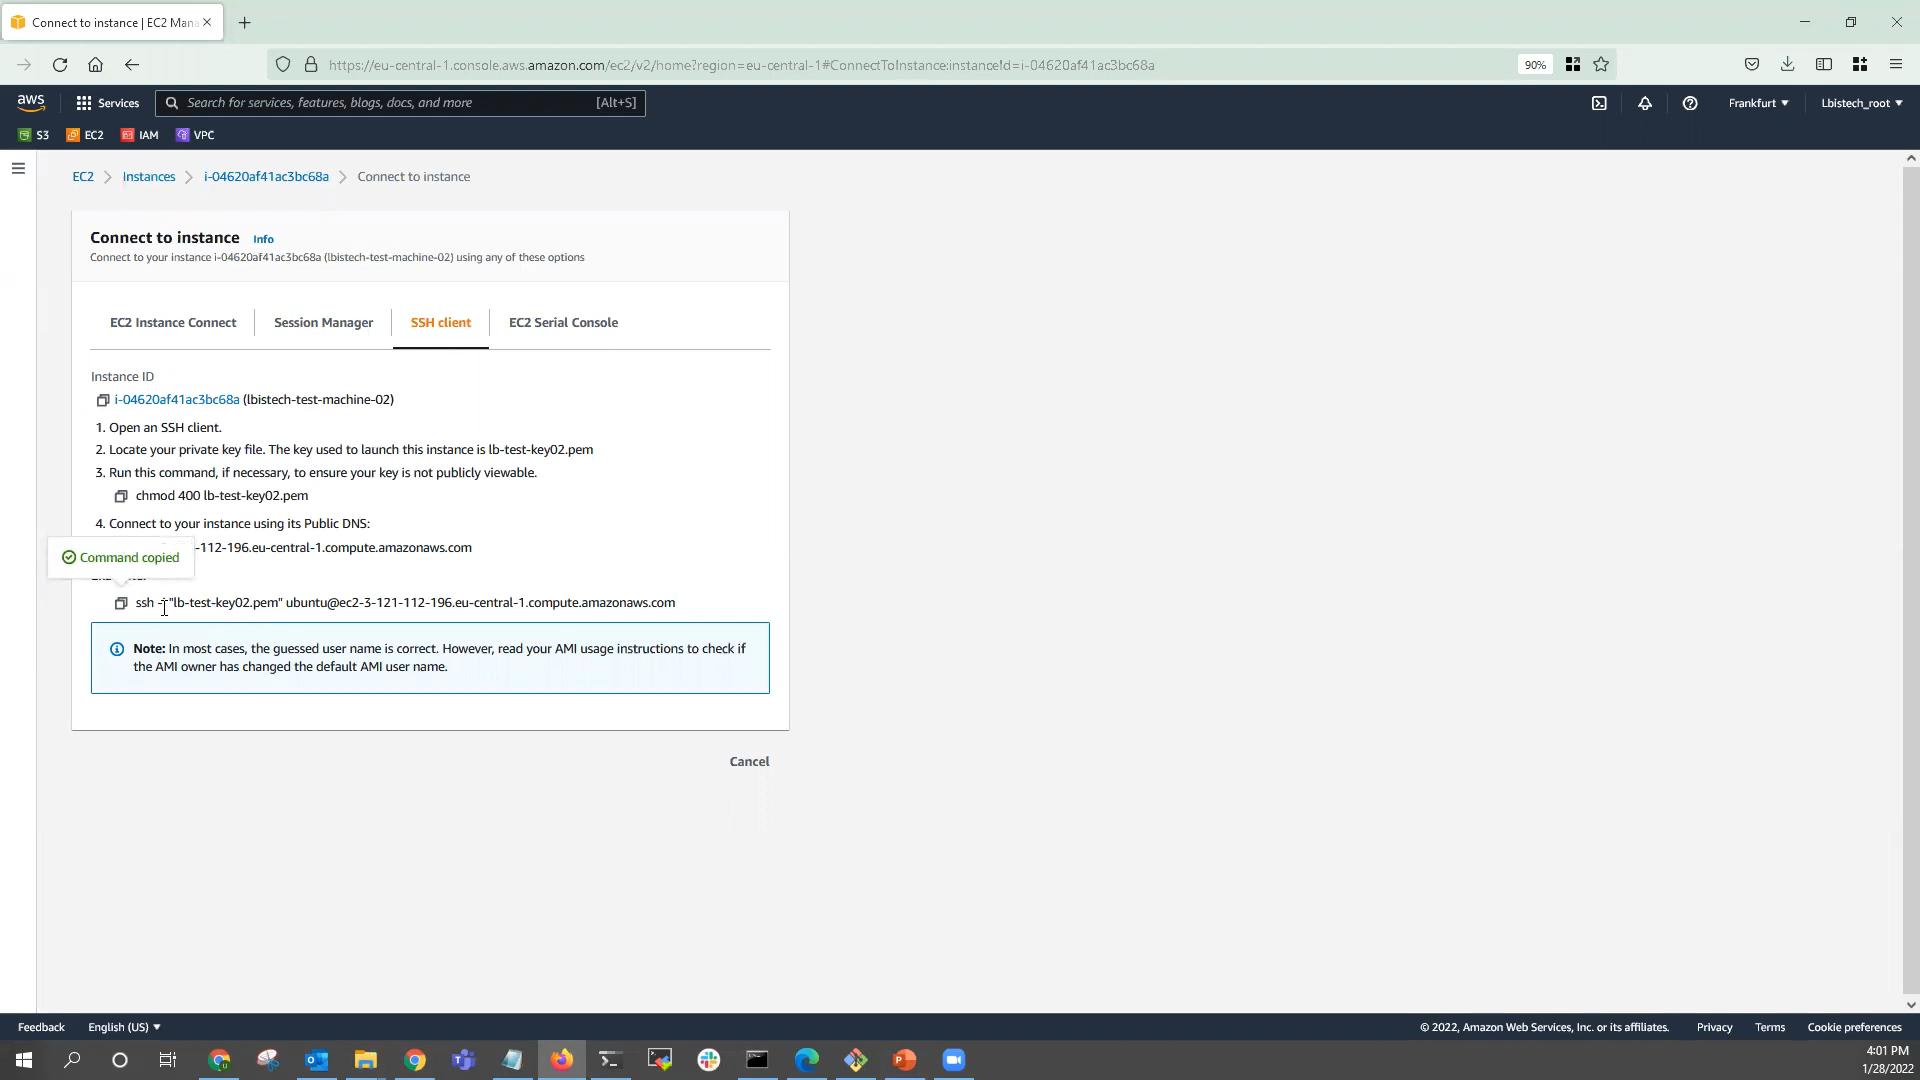 Connect to instance | EC2 Mana
https://eu-central-1.console.aws.amazon.com/ec2/v2/home?region=eu-central-1#ConnectToInstance:instanceId=i-04620af41ac3bc68a
90%
aws
Services
Search for services, features, blogs, docs, and more
[Alt+S]
Frankfurt
Lbistech_root
S3
EC2
IAM
VPC
EC2
Instances
i-04620af41ac3bc68a
Connect to instance
Connect to instance
Info
Connect to your instance i-04620af41ac3bc68a (lbistech-test-machine-02) using any of these options
EC2 Instance Connect
Session Manager
SSH client
EC2 Serial Console
Instance ID
i-04620af41ac3bc68a (lbistech-test-machine-02)
1. Open an SSH client.
2. Locate your private key file. The key used to launch this instance is lb-test-key02.pem
3. Run this command, if necessary, to ensure your key is not publicly viewable.
chmod 400 lb-test-key02.pem
4. Connect to your instance using its Public DNS:
-112-196.eu-central-1.compute.amazonaws.com
Command copied
ssh "lb-test-key02.pem" ubuntu@ec2-3-121-112-196.eu-central-1.compute.amazonaws.com
Note: In most cases, the guessed user name is correct. However, read your AMI usage instructions to check if
the AMI owner has changed the default AMI user name.
Cancel
Feedback
English (US)
© 2022, Amazon Web Services, Inc. or its affiliates.
Privacy
Terms
Cookie preferences
4:01 PM
1/28/2022